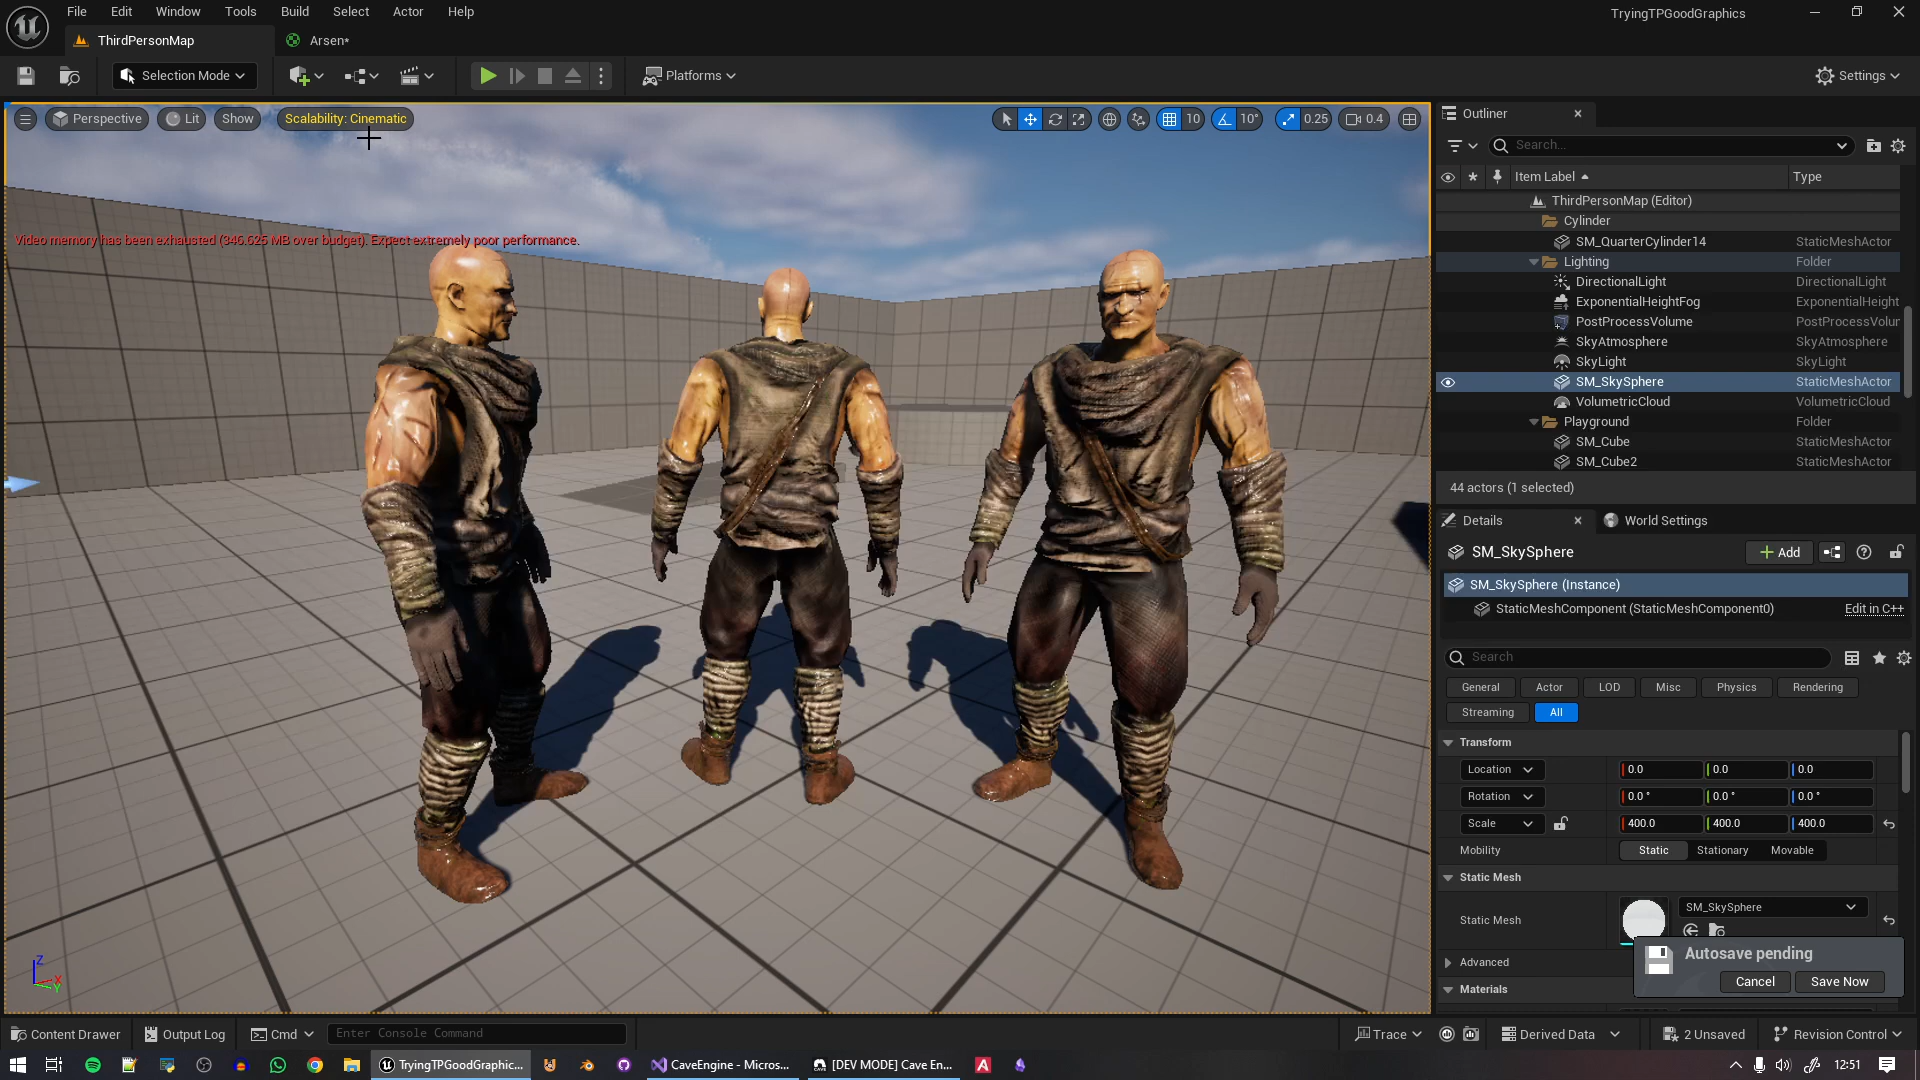 File Edit Window Tools Build Select Actor Help
TryingTPGoodGraphics
ThirdPersonMap
Arsen*
Selection Mode
Platforms
Settings
Perspective
Lit
Show
Scalability: Cinematic
10
10°
0.25
0.4
Video memory has been exhausted (346.625 MB over budget). Expect extremely poor performance.
Z
X
Y
Outliner
Search...
Item Label
Type
ThirdPersonMap (Editor)
Cylinder
SM_QuarterCylinder14 StaticMeshActor
Lighting Folder
DirectionalLight DirectionalLight
ExponentialHeightFog ExponentialHeight
PostProcessVolume PostProcessVolur
SkyAtmosphere SkyAtmosphere
SkyLight SkyLight
SM_SkySphere StaticMeshActor
VolumetricCloud VolumetricCloud
Playground Folder
SM_Cube StaticMeshActor
SM_Cube2 StaticMeshActor
44 actors (1 selected)
Details
World Settings
SM_SkySphere
Add
SM_SkySphere (Instance)
StaticMeshComponent (StaticMeshComponent0) Edit in C++
Search
General Actor LOD Misc Physics Rendering
Streaming All
Transform
Location 0.0 0.0 0.0
Rotation 0.0 ° 0.0 ° 0.0 °
Scale 400.0 400.0 400.0
Mobility Static Stationary Movable
Static Mesh
Static Mesh SM_SkySphere
Advanced
Materials
Autosave pending
Cancel Save Now
Content Drawer Output Log Cmd Enter Console Command Trace Derived Data 2 Unsaved Revision Control
TryingTPGoodGraphic... CaveEngine - Micros... [DEV MODE] Cave En... 12:51